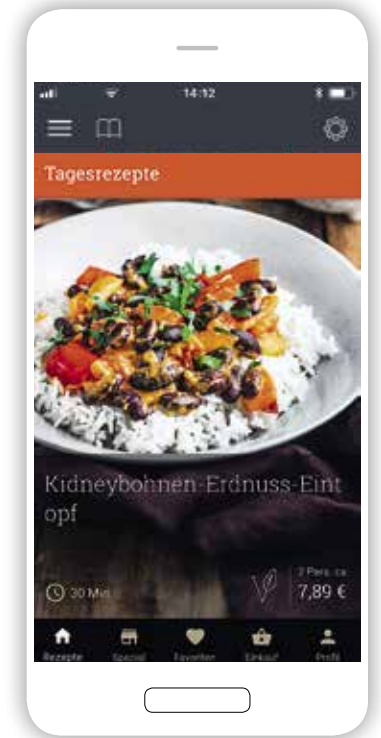 14:12
Tagesrezepte
Kidneybohnen-Erdnuss-Eint
opf
30 Min.
2 Pers. ca.
7,89 €
Rezepte Spezial Favoriten Einkauf Profil